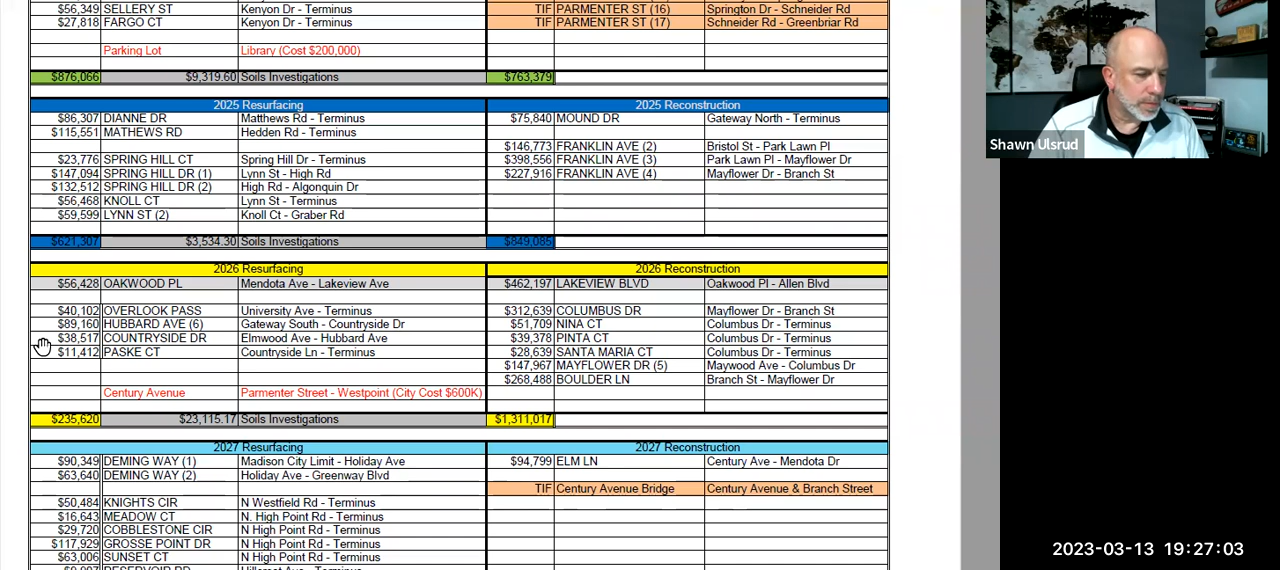 $56,349 SELLERY ST Kenyon Dr - Terminus TIF PARMENTER ST (16) Springton Dr - Schneider Rd
$27,818 FARGO CT Kenyon Dr - Terminus TIF PARMENTER ST (17) Schneider Rd - Greenbriar Rd
Parking Lot Library (Cost $200,000)
$876,066 $9,319.60 Soils Investigations $763,379
2025 Resurfacing 2025 Reconstruction
$86,307 DIANNE DR Matthews Rd - Terminus $75,840 MOUND DR Gateway North - Terminus
$115,551 MATHEWS RD Hedden Rd - Terminus
$146,773 FRANKLIN AVE (2) Bristol St - Park Lawn Pl
$23,776 SPRING HILL CT Spring Hill Dr - Terminus $398,556 FRANKLIN AVE (3) Park Lawn Pl - Mayflower Dr
$147,094 SPRING HILL DR (1) Lynn St - High Rd $227,916 FRANKLIN AVE (4) Mayflower Dr - Branch St
$132,512 SPRING HILL DR (2) High Rd - Algonquin Dr
$56,468 KNOLL CT Lynn St - Terminus
$59,599 LYNN ST (2) Knoll Ct - Graber Rd
$621,307 $3,534.30 Soils Investigations $849,085
2026 Resurfacing 2026 Reconstruction
$56,428 OAKWOOD PL Mendota Ave - Lakeview Ave $462,197 LAKEVIEW BLVD Oakwood Pl - Allen Blvd
$40,102 OVERLOOK PASS University Ave - Terminus $312,639 COLUMBUS DR Mayflower Dr - Branch St
$89,160 HUBBARD AVE (6) Gateway South - Countryside Dr $51,709 NINA CT Columbus Dr - Terminus
$38,517 COUNTRYSIDE DR Elmwood Ave - Hubbard Ave $39,378 PINTA CT Columbus Dr - Terminus
$11,412 PASKE CT Countryside Ln - Terminus $28,639 SANTA MARIA CT Columbus Dr - Terminus
$147,967 MAYFLOWER DR (5) Maywood Ave - Columbus Dr
$268,488 BOULDER LN Branch St - Mayflower Dr
Century Avenue Parmenter Street - Westpoint (City Cost $600K)
$235,620 $23,115.17 Soils Investigations $1,311,017
2027 Resurfacing 2027 Reconstruction
$90,349 DEMING WAY (1) Madison City Limit - Holiday Ave $94,799 ELM LN Century Ave - Mendota Dr
$63,640 DEMING WAY (2) Holiday Ave - Greenway Blvd
TIF Century Avenue Bridge Century Avenue & Branch Street
$50,484 KNIGHTS CIR N Westfield Rd - Terminus
$16,643 MEADOW CT N. High Point Rd - Terminus
$29,720 COBBLESTONE CIR N High Point Rd - Terminus
$117,929 GROSSE POINT DR N High Point Rd - Terminus
$63,006 SUNSET CT N High Point Rd - Terminus
Shawn Ulsrud
2023-03-13 19:27:03